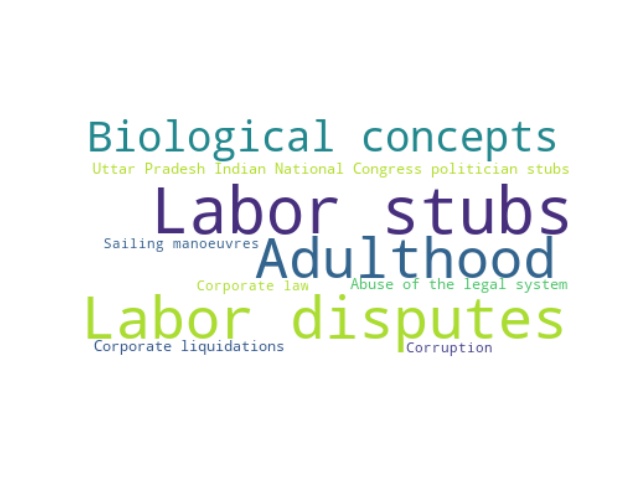 Biological concepts
Uttar Pradesh Indian National Congress politician stubs
Labor stubs
Sailing manoeuvres
Adulthood
Corporate law
Abuse of the legal system
Labor disputes
Corporate liquidations
Corruption